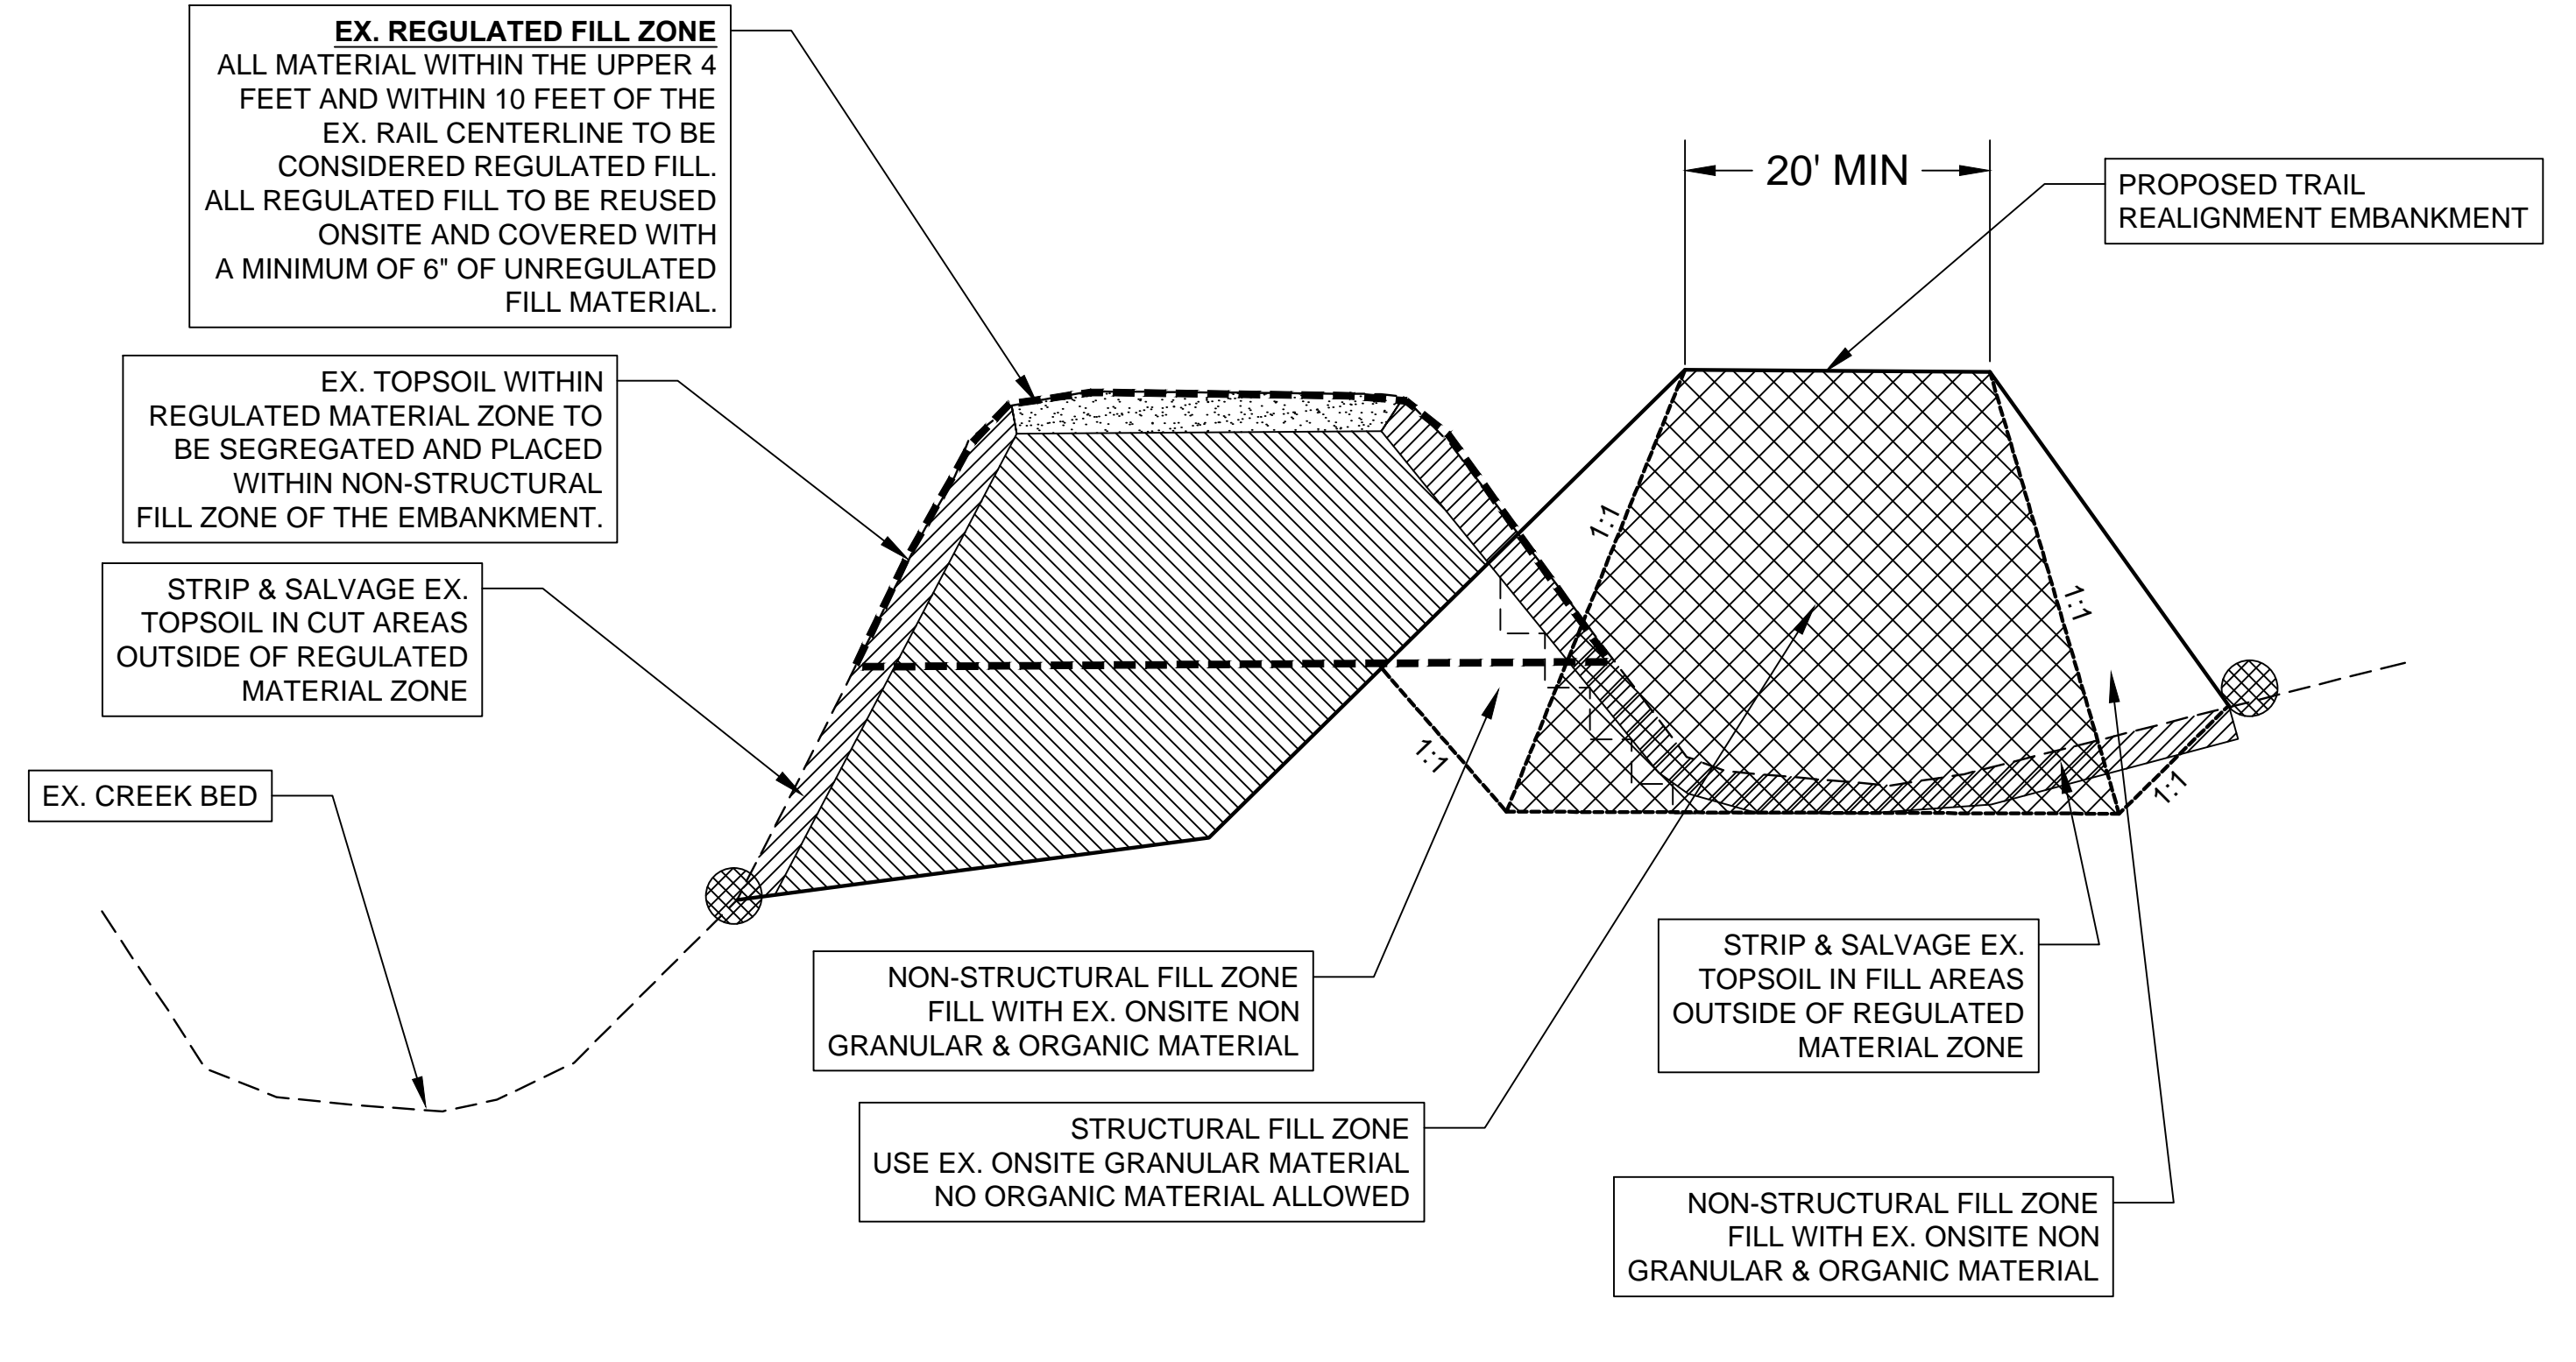 EX. REGULATED FILL ZONE
ALL MATERIAL WITHIN THE UPPER 4
FEET AND WITHIN 10 FEET OF THE
EX. RAIL CENTERLINE TO BE
CONSIDERED REGULATED FILL.
ALL REGULATED FILL TO BE REUSED
ONSITE AND COVERED WITH
A MINIMUM OF 6" OF UNREGULATED
FILL MATERIAL.
20' MIN
PROPOSED TRAIL
REALIGNMENT EMBANKMENT
EX. TOPSOIL WITHIN
REGULATED MATERIAL ZONE TO
BE SEGREGATED AND PLACED
WITHIN NON-STRUCTURAL
FILL ZONE OF THE EMBANKMENT.
STRIP & SALVAGE EX.
TOPSOIL IN CUT AREAS
OUTSIDE OF REGULATED
MATERIAL ZONE
EX. CREEK BED
1:1
1:1
1:1
1:1
NON-STRUCTURAL FILL ZONE
FILL WITH EX. ONSITE NON
GRANULAR & ORGANIC MATERIAL
STRIP & SALVAGE EX.
TOPSOIL IN FILL AREAS
OUTSIDE OF REGULATED
MATERIAL ZONE
STRUCTURAL FILL ZONE
USE EX. ONSITE GRANULAR MATERIAL
NO ORGANIC MATERIAL ALLOWED
NON-STRUCTURAL FILL ZONE
FILL WITH EX. ONSITE NON
GRANULAR & ORGANIC MATERIAL